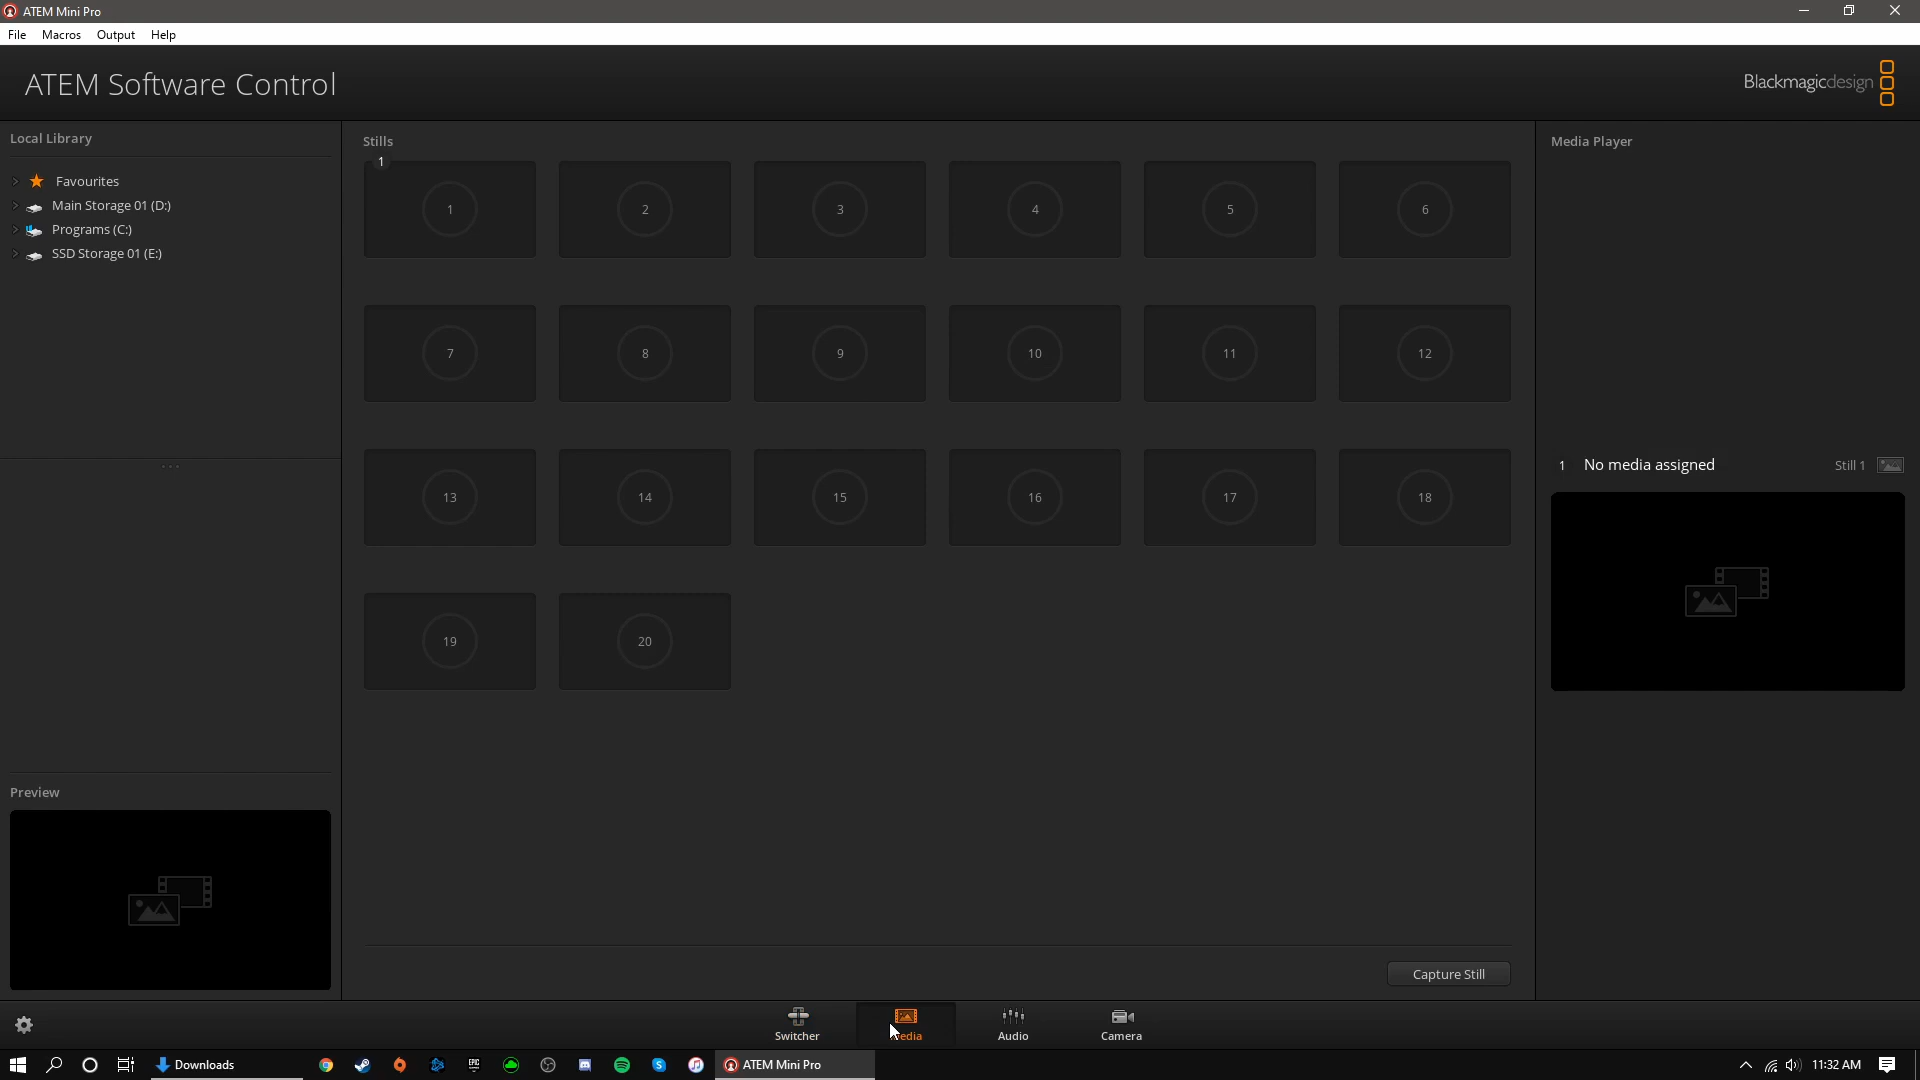 ATEM Mini Pro
File Macros Output Help
ATEM Software Control
Blackmagicdesign
Local Library
Favourites
Main Storage 01 (D:)
Programs (C:)
SSD Storage 01 (E:)
Preview
Stills
1
1 2 3 4 5 6
7 8 9 10 11 12
13 14 15 16 17 18
19 20
Capture Still
Media Player
1 No media assigned Still 1
Switcher edia Audio Camera
Downloads
EPIC
ATEM Mini Pro
11:32 AM